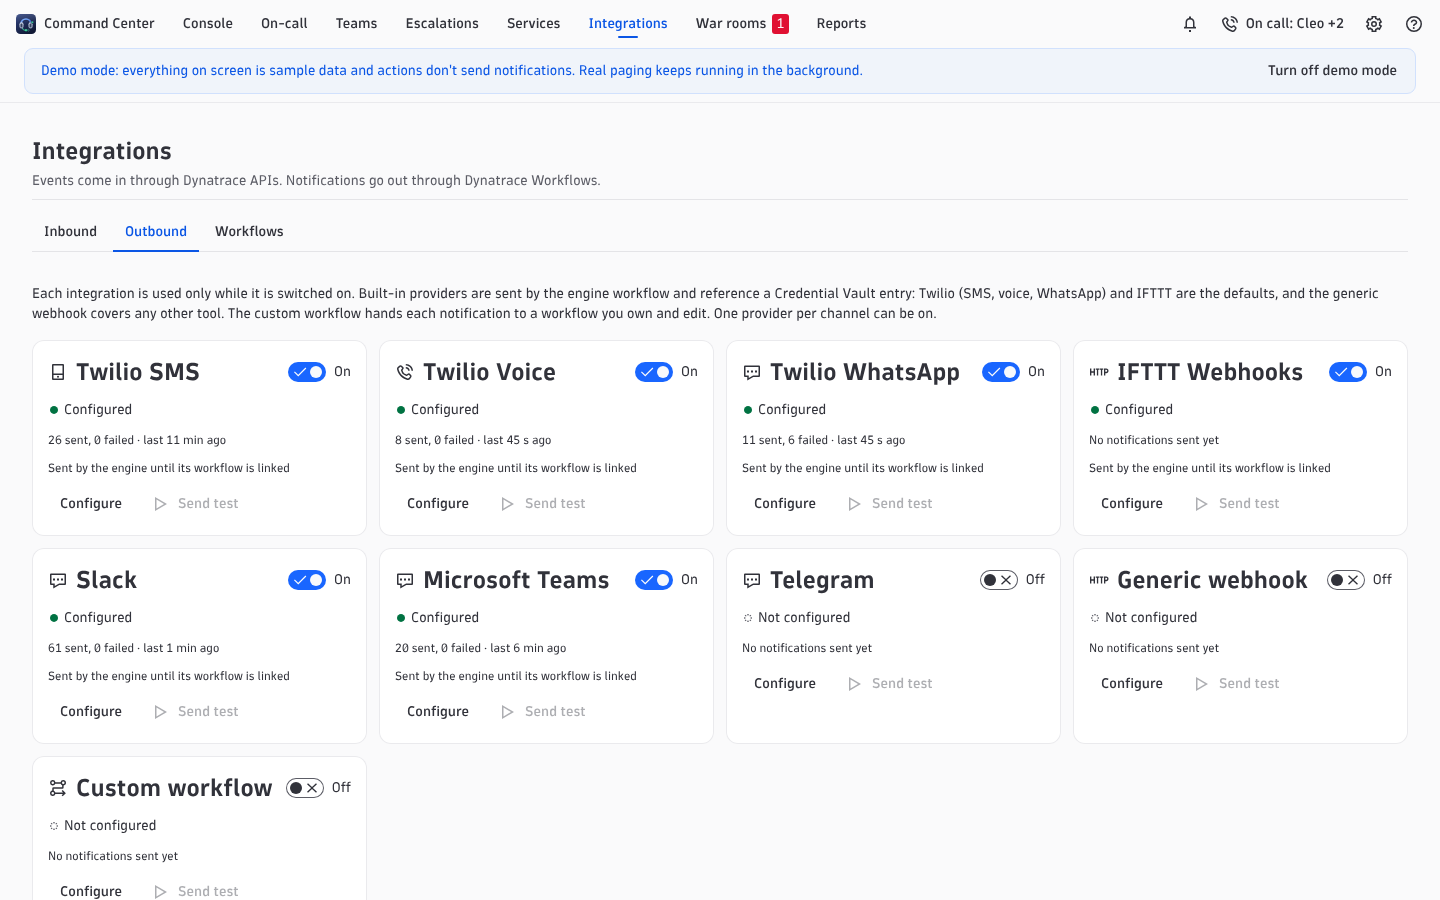 Command Center Console On-call Teams Escalations Services Integrations War rooms 1 Reports On call: Cleo +2
Demo mode: everything on screen is sample data and actions don't send notifications. Real paging keeps running in the background. Turn off demo mode
Integrations
Events come in through Dynatrace APIs. Notifications go out through Dynatrace Workflows.
Inbound Outbound Workflows
Each integration is used only while it is switched on. Built-in providers are sent by the engine workflow and reference a Credential Vault entry: Twilio (SMS, voice, WhatsApp) and IFTTT are the defaults, and the generic
webhook covers any other tool. The custom workflow hands each notification to a workflow you own and edit. One provider per channel can be on.
Twilio SMS On
Configured
26 sent, 0 failed · last 11 min ago
Sent by the engine until its workflow is linked
Configure Send test
Twilio Voice On
Configured
8 sent, 0 failed · last 45 s ago
Sent by the engine until its workflow is linked
Configure Send test
Twilio WhatsApp On
Configured
11 sent, 6 failed · last 45 s ago
Sent by the engine until its workflow is linked
Configure Send test
HTTP IFTTT Webhooks On
Configured
No notifications sent yet
Sent by the engine until its workflow is linked
Configure Send test
Slack On
Configured
61 sent, 0 failed · last 1 min ago
Sent by the engine until its workflow is linked
Configure Send test
Microsoft Teams On
Configured
20 sent, 0 failed · last 6 min ago
Sent by the engine until its workflow is linked
Configure Send test
Telegram Off
Not configured
No notifications sent yet
Configure Send test
HTTP Generic webhook Off
Not configured
No notifications sent yet
Configure Send test
Custom workflow Off
Not configured
No notifications sent yet
Configure Send test